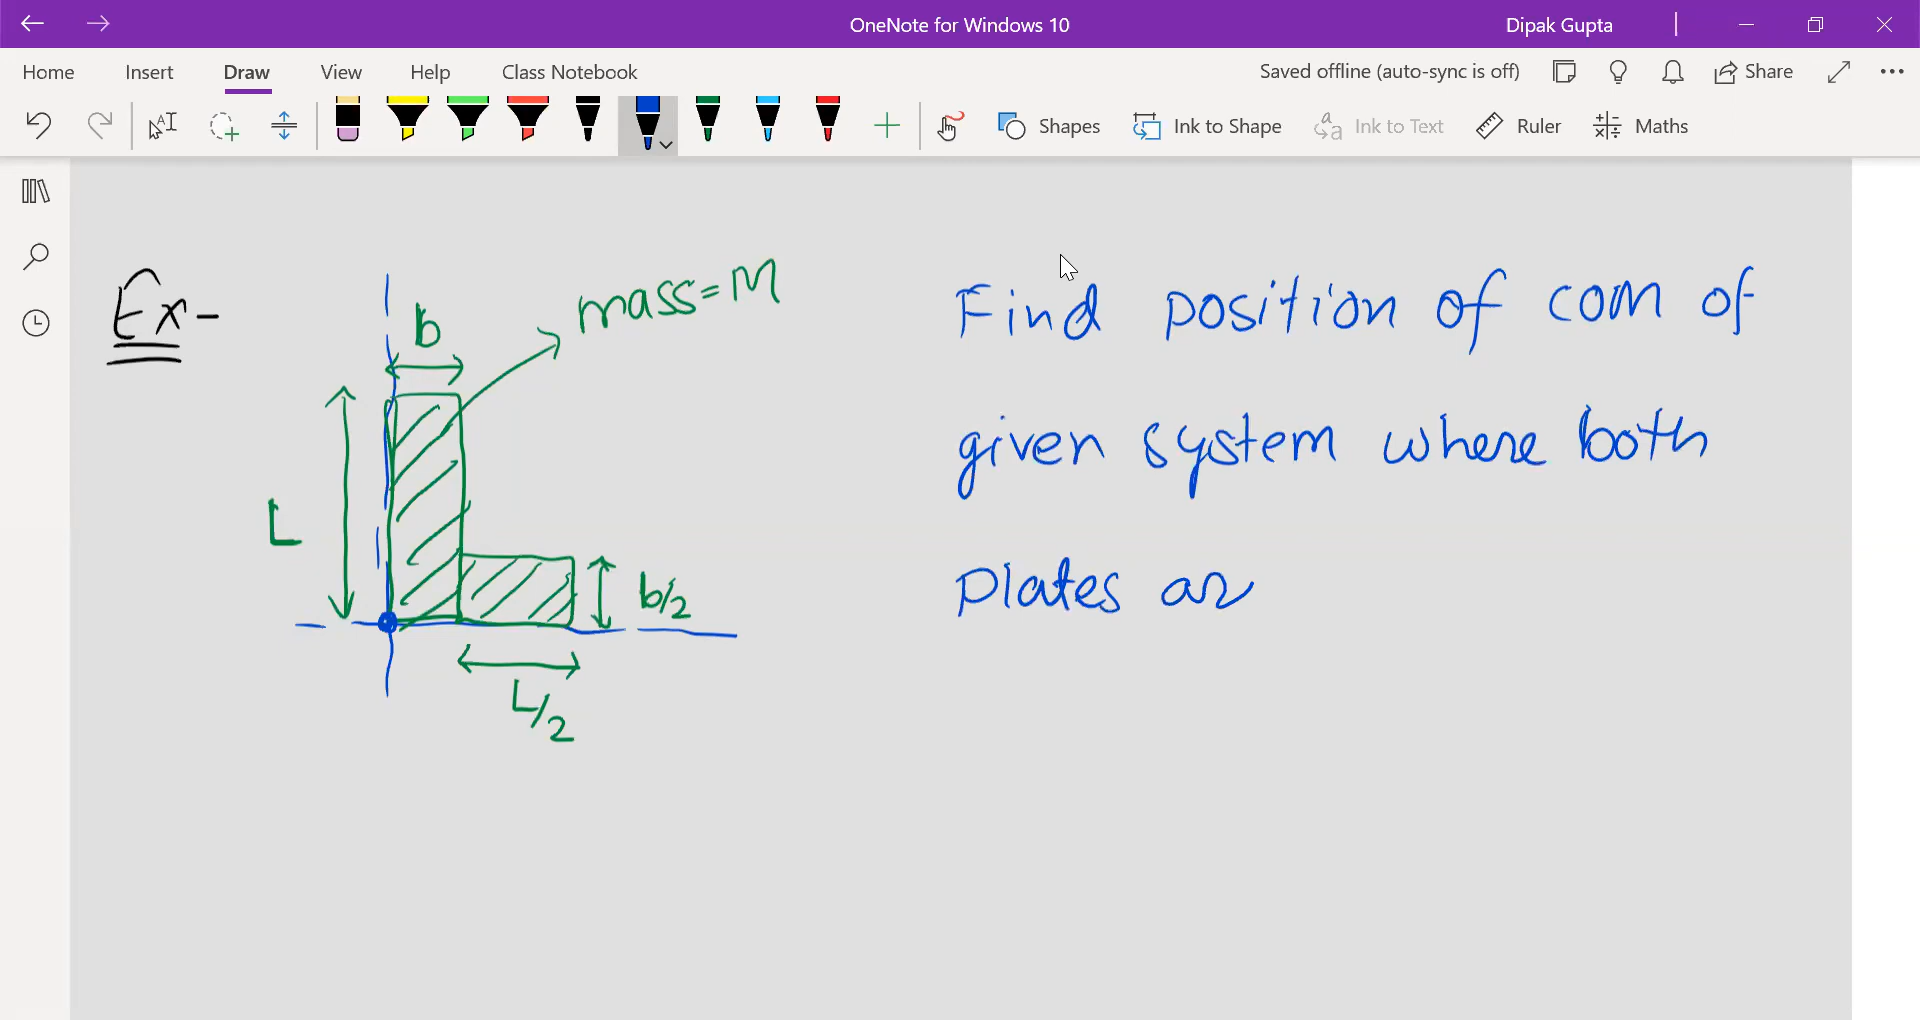 OneNote for Windows 10
Dipak Gupta
Home Insert Draw View Help Class Notebook
Saved offline (auto-sync is off)
Share
Shapes Ink to Shape Ink to Text Ruler Maths
Ex-
mass=M
b
L
b/2
L/2
Find position of com of
given system where both
plates ar